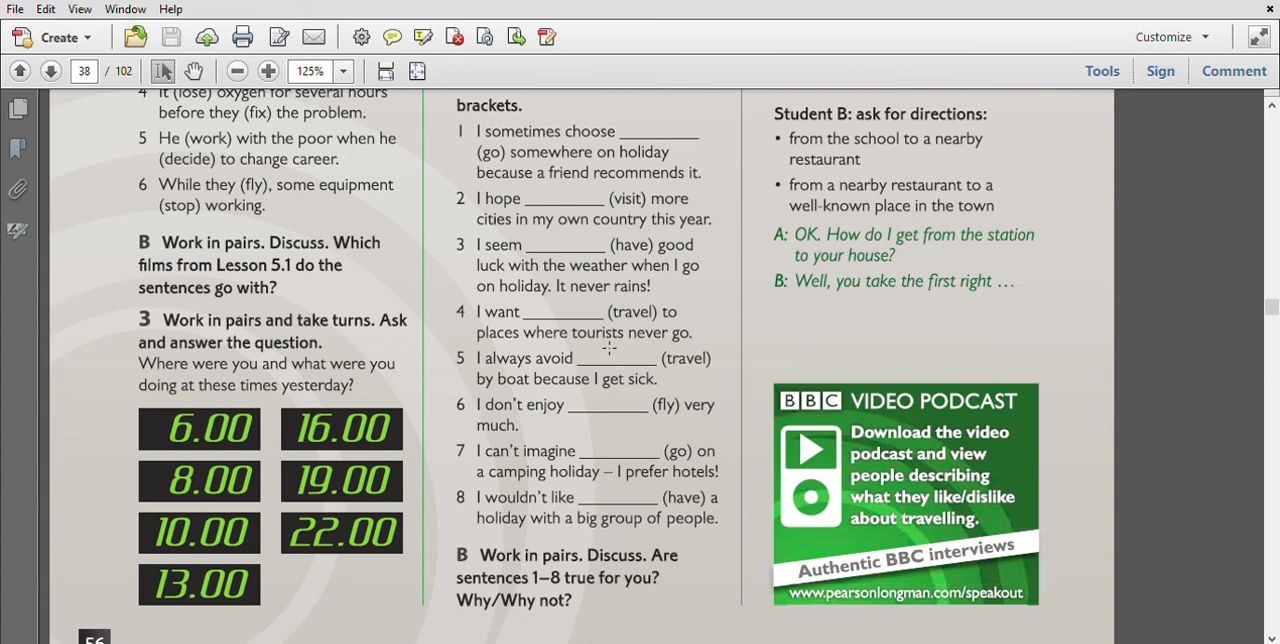 File Edit View Window Help
Create
Customize
38 / 102
125%
Tools Sign Comment
4 It (lose) oxygen for several hours
before they (fix) the problem.
5 He (work) with the poor when he
(decide) to change career.
6 While they (fly), some equipment
(stop) working.
B Work in pairs. Discuss. Which
films from Lesson 5.1 do the
sentences go with?
3 Work in pairs and take turns. Ask
and answer the question.
Where were you and what were you
doing at these times yesterday?
6.00 16.00
8.00 19.00
10.00 22.00
13.00
56
brackets.
1 I sometimes choose __________
(go) somewhere on holiday
because a friend recommends it.
2 I hope __________ (visit) more
cities in my own country this year.
3 I seem __________ (have) good
luck with the weather when I go
on holiday. It never rains!
4 I want __________ (travel) to
places where tourists never go.
5 I always avoid __________ (travel)
by boat because I get sick.
6 I don't enjoy __________ (fly) very
much.
7 I can't imagine __________ (go) on
a camping holiday – I prefer hotels!
8 I wouldn't like __________ (have) a
holiday with a big group of people.
B Work in pairs. Discuss. Are
sentences 1–8 true for you?
Why/Why not?
Student B: ask for directions:
• from the school to a nearby
restaurant
• from a nearby restaurant to a
well-known place in the town
A: OK. How do I get from the station
to your house?
B: Well, you take the first right …
BBC VIDEO PODCAST
Download the video
podcast and view
people describing
what they like/dislike
about travelling.
Authentic BBC interviews
www.pearsonlongman.com/speakout